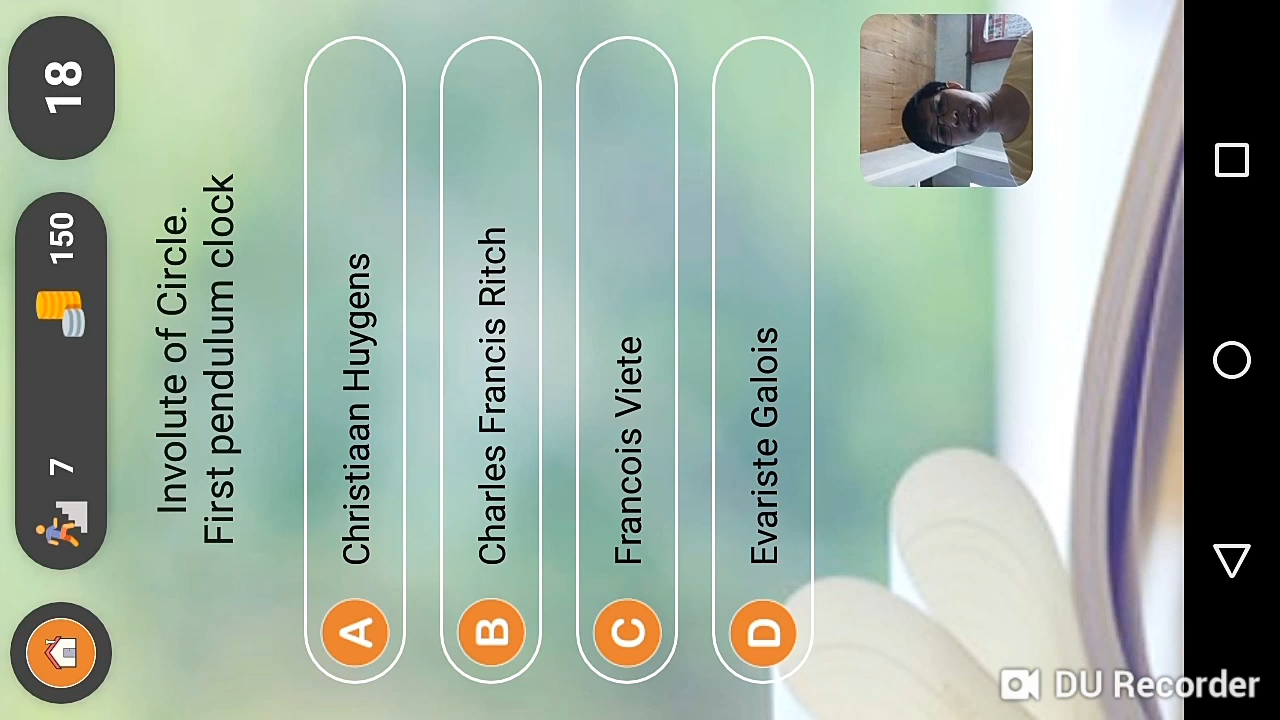 7
150
18
Involute of Circle.
First pendulum clock
A Christiaan Huygens
B Charles Francis Ritch
C Francois Viete
D Evariste Galois
DU Recorder